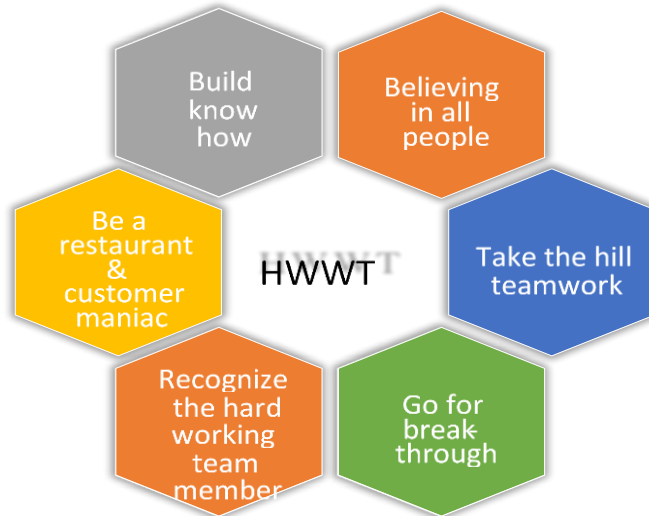 Build
know
how
Believing
in all
people
Be a
restaurant
&
customer
maniac
HWWT
HWWT
Take the hill
teamwork
Recognize
the hard
working
team
member
Go for
break-
through